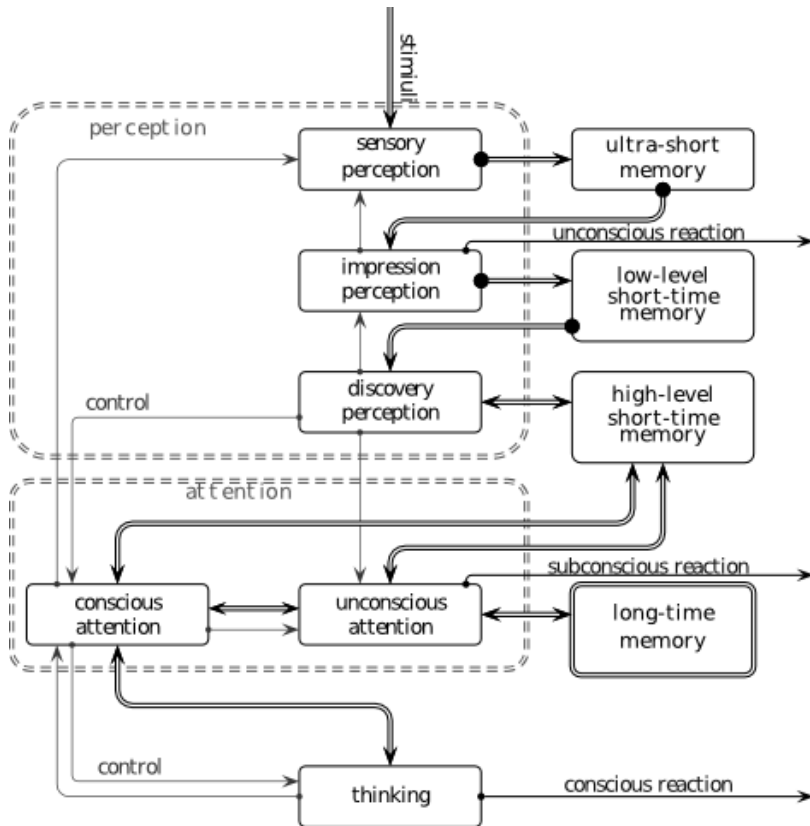 stimiuli
perception
sensory
perception
ultra-short
memory
unconscious reaction
impression
perception
low-level
short-time
memory
discovery
perception
high-level
short-time
memory
control
attention
subconscious reaction
conscious
attention
unconscious
attention
long-time
memory
control
thinking
conscious reaction